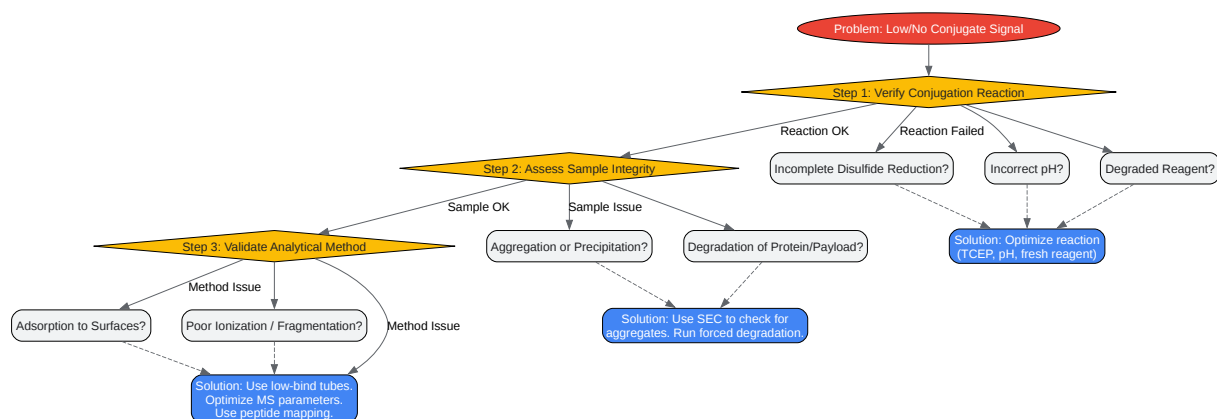 Problem: Low/No Conjugate Signal
Step 1: Verify Conjugation Reaction
Reaction OK
Reaction Failed
Step 2: Assess Sample Integrity
Incomplete Disulfide Reduction?
Incorrect pH?
Degraded Reagent?
Sample OK
Sample Issue
Step 3: Validate Analytical Method
Aggregation or Precipitation?
Degradation of Protein/Payload?
Solution: Optimize reaction
(TCEP, pH, fresh reagent)
Method Issue
Adsorption to Surfaces?
Poor Ionization / Fragmentation?
Method Issue
Solution: Use SEC to check for
aggregates. Run forced degradation.
Solution: Use low-bind tubes.
Optimize MS parameters.
Use peptide mapping.